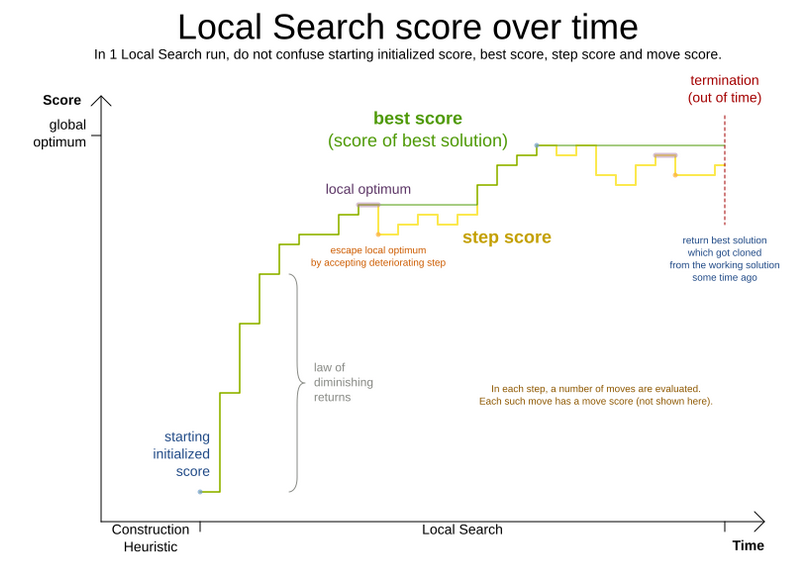 Local Search score over time
In 1 Local Search run, do not confuse starting initialized score, best score, step score and move score.
termination
(out of time)
Score
global
optimum
best score
(score of best solution)
local optimum
step score
escape local optimum
by accepting deteriorating step
return best solution
which got cloned
from the working solution
some time ago
law of
diminishing
returns
In each step, a number of moves are evaluated.
Each such move has a move score (not shown here).
starting
initialized
score
Construction
Heuristic
Local Search
Time